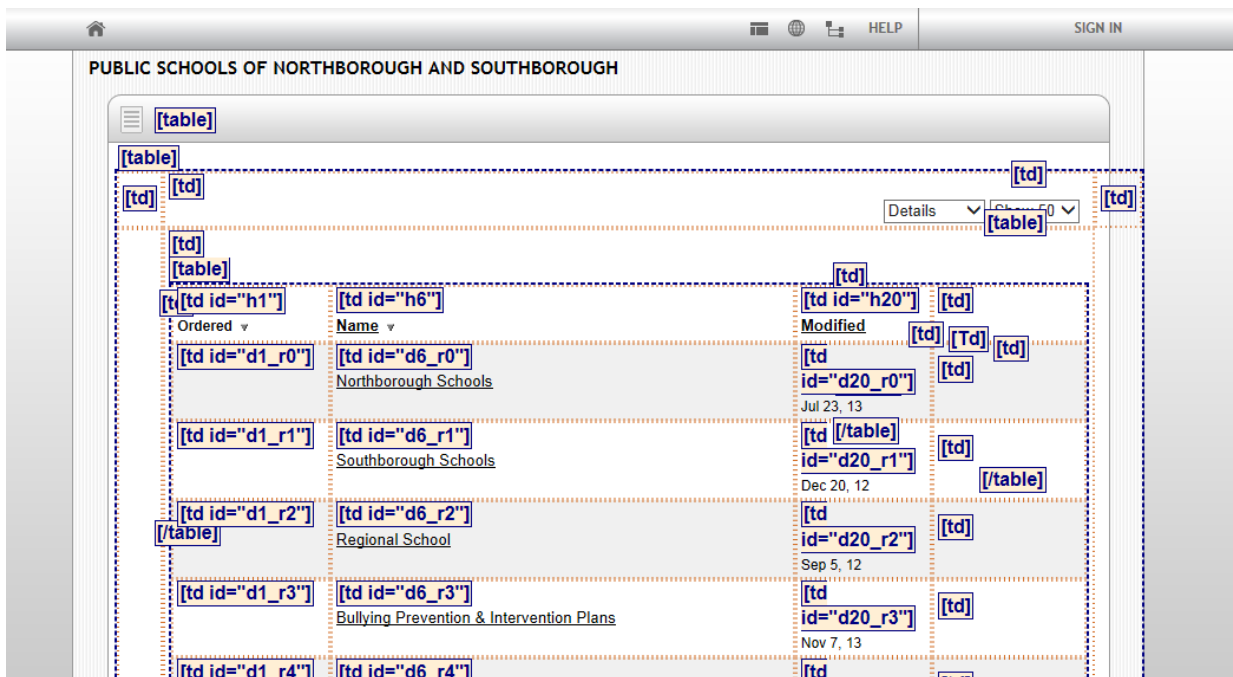 HELP SIGN IN
PUBLIC SCHOOLS OF NORTHBOROUGH AND SOUTHBOROUGH
[table]
[table]
[td] [td] [td] [td]
Details Show 50
[table]
[td]
[table] [td]
[td id="h1"] [td id="h6"] [td id="h20"] [td]
Ordered Name Modified [td] [Td] [td]
[td id="d1_r0"] [td id="d6_r0"] [td id="d20_r0"] [td]
Northborough Schools
Jul 23, 13
[td id="d1_r1"] [td id="d6_r1"] [td id="d20_r1"] [/table] [td]
Southborough Schools
Dec 20, 12 [/table]
[td id="d1_r2"] [td id="d6_r2"] [td id="d20_r2"] [td]
[/table] Regional School
Sep 5, 12
[td id="d1_r3"] [td id="d6_r3"] [td id="d20_r3"] [td]
Bullying Prevention & Intervention Plans
Nov 7, 13
[td id="d1_r4"] [td id="d6_r4"] [td